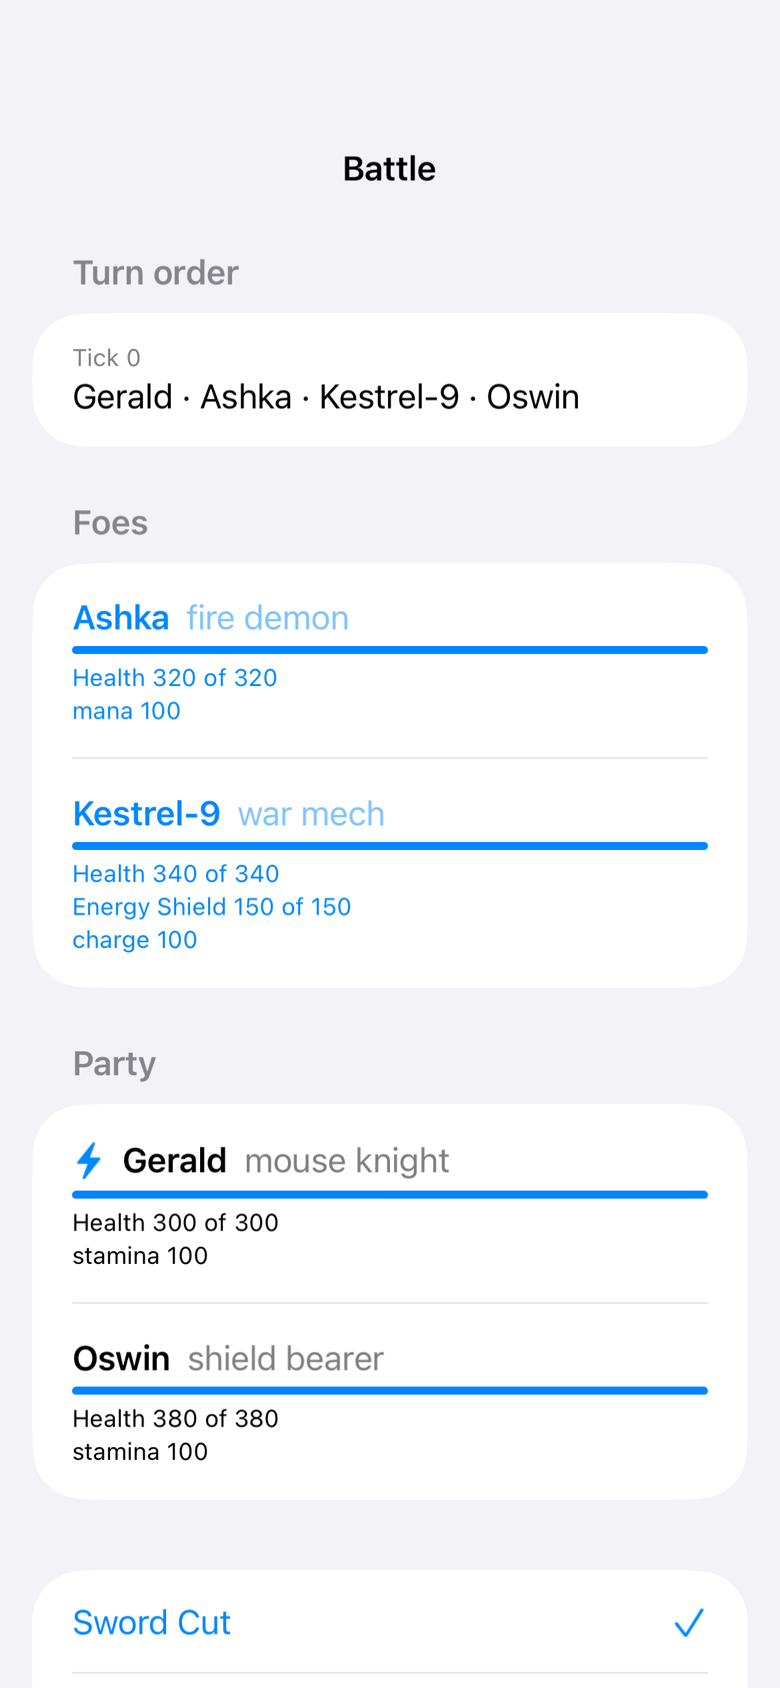 Battle
Turn order
Tick 0
Gerald · Ashka · Kestrel-9 · Oswin
Foes
Ashka fire demon
Health 320 of 320
mana 100
Kestrel-9 war mech
Health 340 of 340
Energy Shield 150 of 150
charge 100
Party
Gerald mouse knight
Health 300 of 300
stamina 100
Oswin shield bearer
Health 380 of 380
stamina 100
Sword Cut